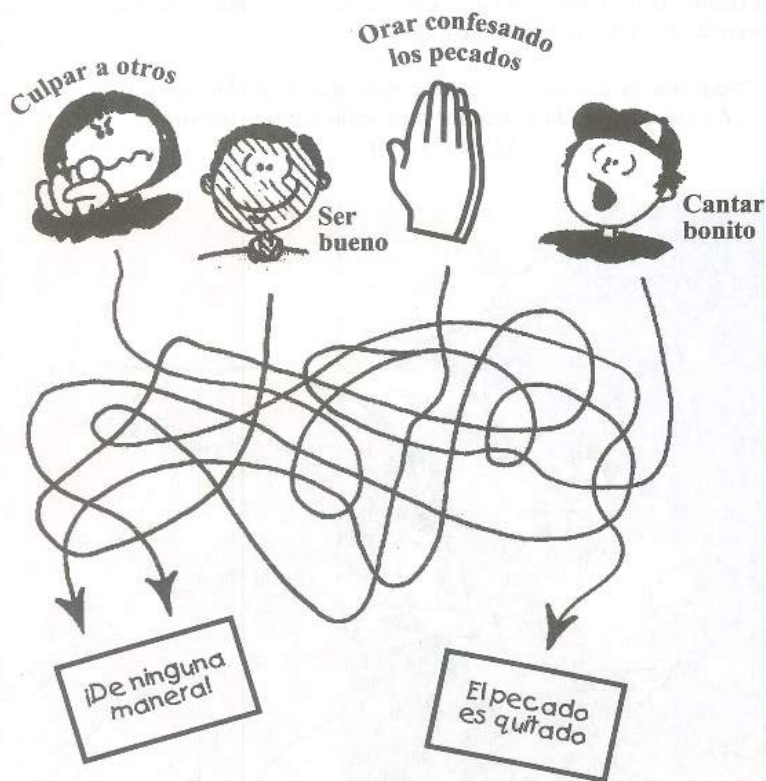 Culpar a otros
Ser
bueno
Orar confesando
los pecados
Cantar
bonito
¡De ninguna
manera!
El pecado
es quitado